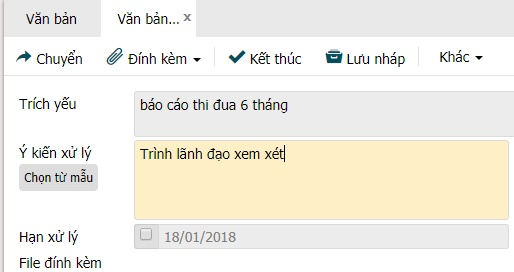 Văn bản Văn bản... x
Chuyển Đính kèm Kết thúc Lưu nháp Khác
Trích yếu báo cáo thi đua 6 tháng
Ý kiến xử lý Trình lãnh đạo xem xét
Chọn từ mẫu
Hạn xử lý 18/01/2018
File đính kèm